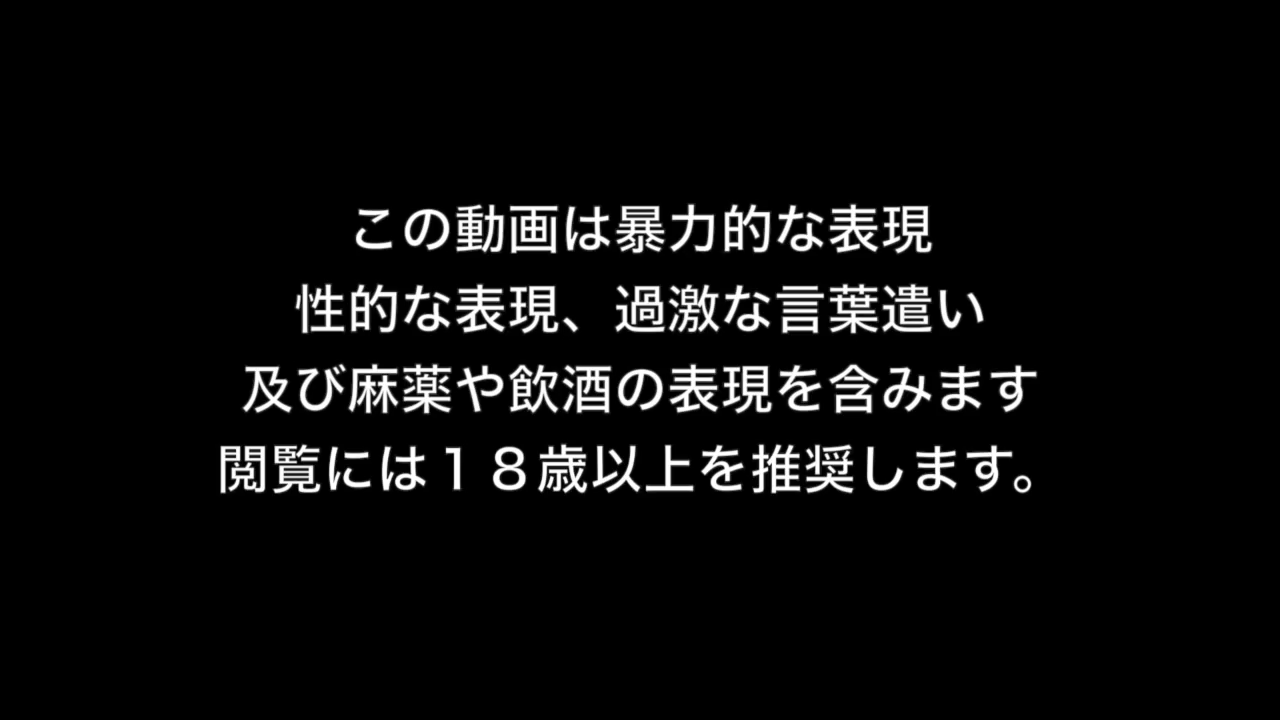 この動画は暴力的な表現
性的な表現、過激な言葉遣い
及び麻薬や飲酒の表現を含みます
閲覧には１８歳以上を推奨します。